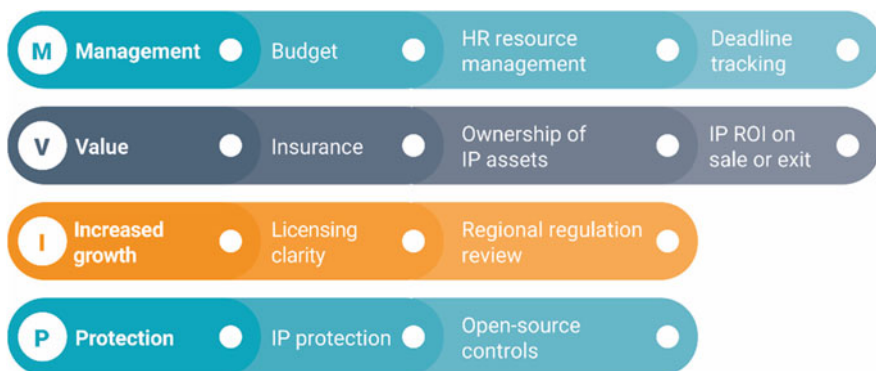 M Management Budget HR resource management Deadline tracking
V Value Insurance Ownership of IP assets IP ROI on sale or exit
I Increased growth Licensing clarity Regional regulation review
P Protection IP protection Open-source controls